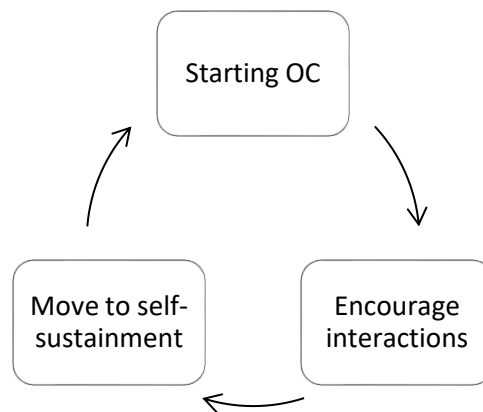 Starting OC
Encourage
interactions
Move to self-
sustainment